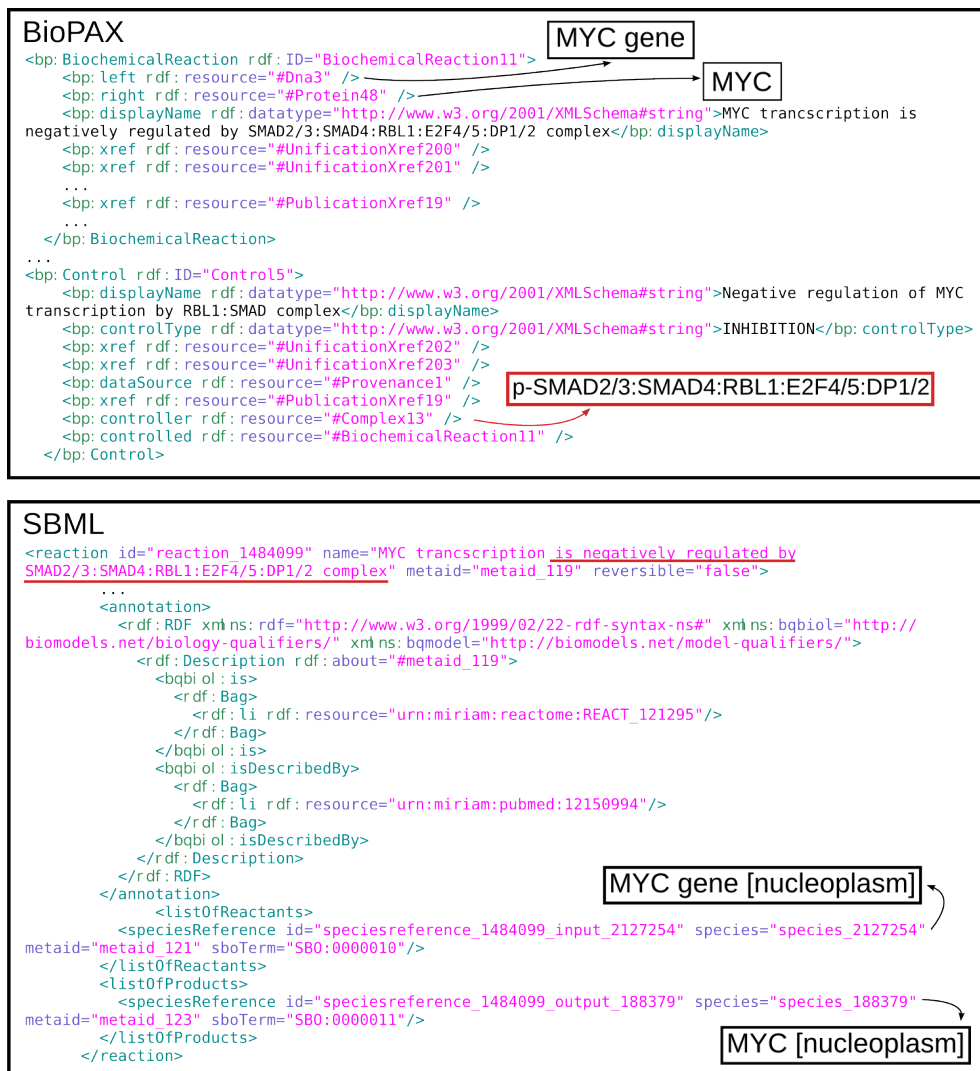 BioPAX
MYC gene
<bp:BiochemicalReaction rdf:ID="BiochemicalReaction11">
<bp:left rdf:resource="#Dna3" />
MYC
<bp:right rdf:resource="#Protein48" />
<bp:displayName rdf:datatype="http://www.w3.org/2001/XMLSchema#string">MYC trancscription is
negatively regulated by SMAD2/3:SMAD4:RBL1:E2F4/5:DP1/2 complex</bp:displayName>
<bp:xref rdf:resource="#UnificationXref200" />
<bp:xref rdf:resource="#UnificationXref201" />
...
<bp:xref rdf:resource="#PublicationXref19" />
...
</bp:BiochemicalReaction>
...
<bp:Control rdf:ID="Control5">
<bp:displayName rdf:datatype="http://www.w3.org/2001/XMLSchema#string">Negative regulation of MYC
transcription by RBL1:SMAD complex</bp:displayName>
<bp:controlType rdf:datatype="http://www.w3.org/2001/XMLSchema#string">INHIBITION</bp:controlType>
<bp:xref rdf:resource="#UnificationXref202" />
<bp:xref rdf:resource="#UnificationXref203" />
<bp:dataSource rdf:resource="#Provenance1" />
p-SMAD2/3:SMAD4:RBL1:E2F4/5:DP1/2
<bp:xref rdf:resource="#PublicationXref19" />
<bp:controller rdf:resource="#Complex13" />
<bp:controlled rdf:resource="#BiochemicalReaction11" />
</bp:Control>
SBML
<reaction id="reaction_1484099" name="MYC trancscription is negatively regulated by
SMAD2/3:SMAD4:RBL1:E2F4/5:DP1/2 complex" metaid="metaid_119" reversible="false">
...
<annotation>
<rdf:RDF xmlns:rdf="http://www.w3.org/1999/02/22-rdf-syntax-ns#" xmlns:bqbiol="http://
biomodels.net/biology-qualifiers/" xmlns:bqmodel="http://biomodels.net/model-qualifiers/">
<rdf:Description rdf:about="#metaid_119">
<bqbiol:is>
<rdf:Bag>
<rdf:li rdf:resource="urn:miriam:reactome:REACT_121295"/>
</rdf:Bag>
</bqbiol:is>
<bqbiol:isDescribedBy>
<rdf:Bag>
<rdf:li rdf:resource="urn:miriam:pubmed:12150994"/>
</rdf:Bag>
</bqbiol:isDescribedBy>
</rdf:Description>
</rdf:RDF>
MYC gene [nucleoplasm]
</annotation>
<listOfReactants>
<speciesReference id="speciesreference_1484099_input_2127254" species="species_2127254"
metaid="metaid_121" sboTerm="SBO:0000010"/>
</listOfReactants>
<listOfProducts>
<speciesReference id="speciesreference_1484099_output_188379" species="species_188379"
metaid="metaid_123" sboTerm="SBO:0000011"/>
</listOfProducts>
MYC [nucleoplasm]
</reaction>